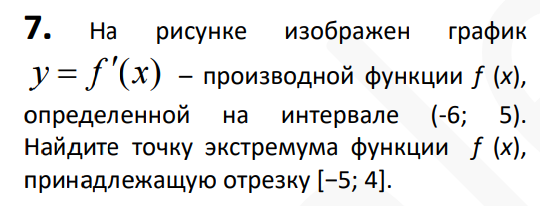 7. На рисунке изображен график
y = f ′(x) – производной функции f (x),
определенной на интервале (-6; 5).
Найдите точку экстремума функции f (x),
принадлежащую отрезку [−5; 4].